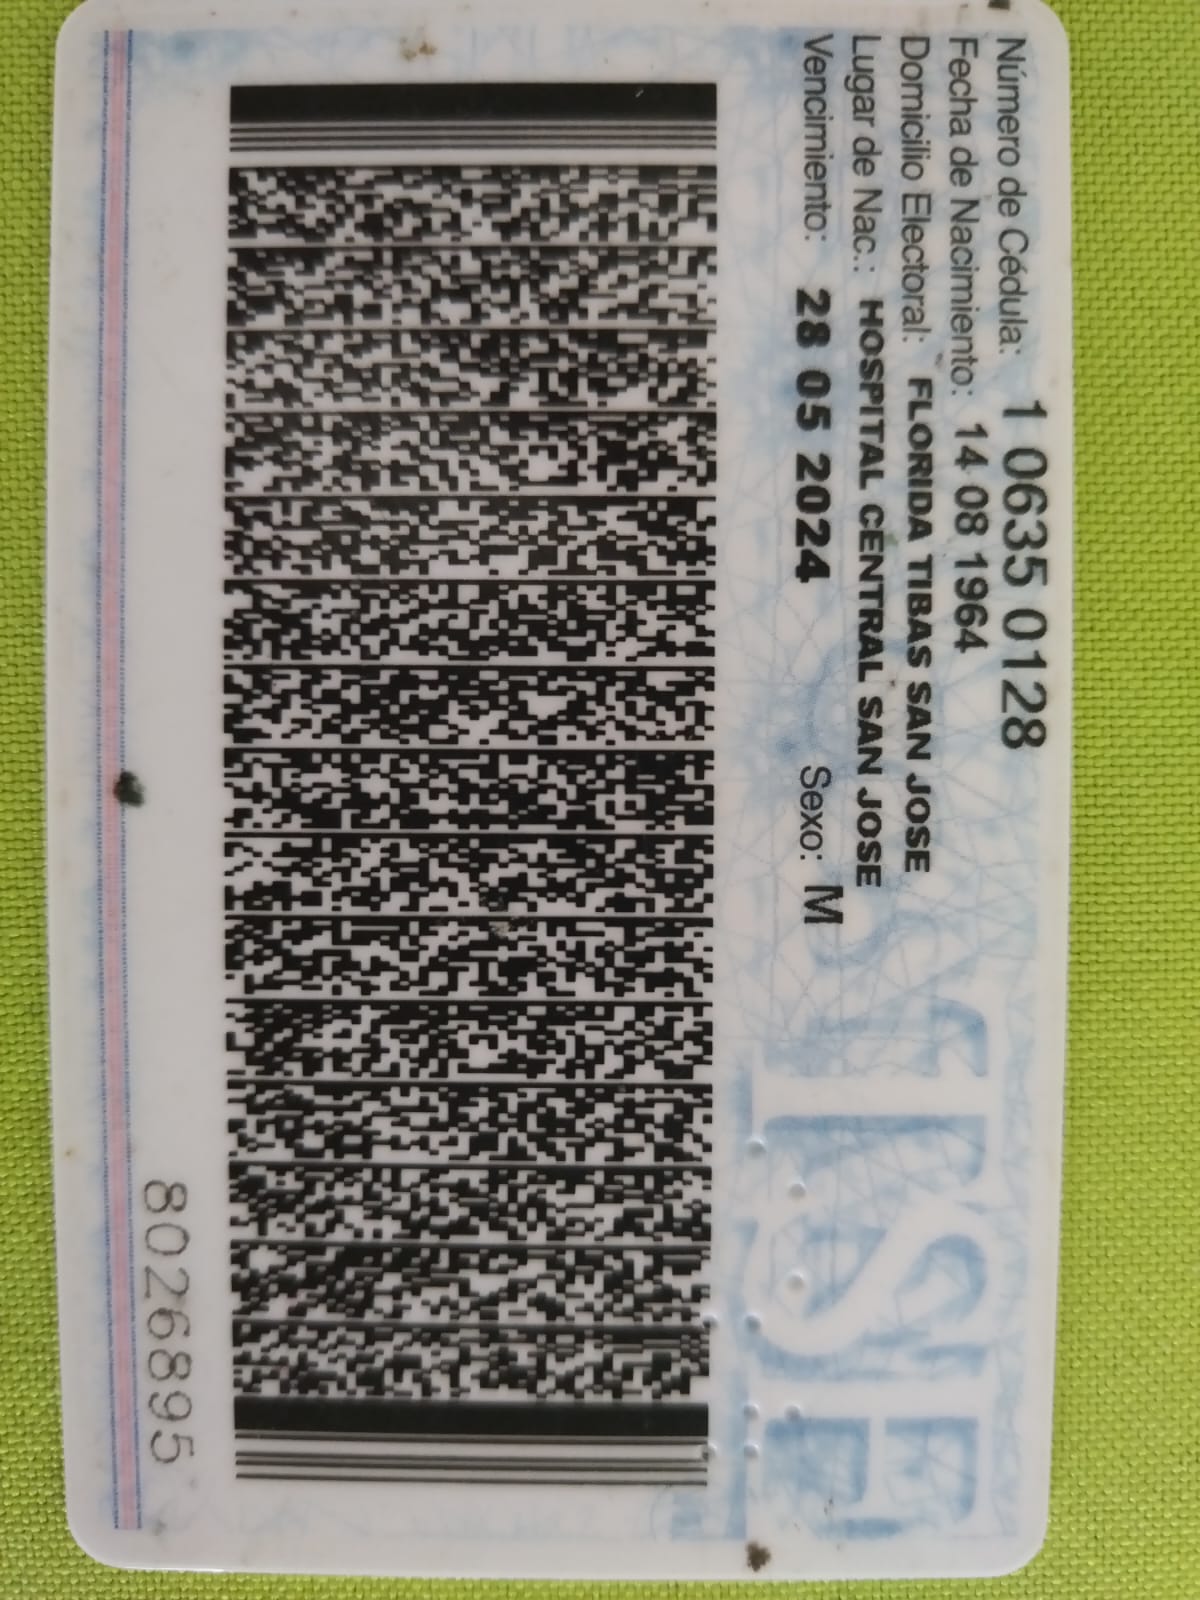 Número de Cédula: 1 0635 0128
Fecha de Nacimiento: 14 08 1964
Domicilio Electoral: FLORIDA TIBAS SAN JOSE
Lugar de Nac.: HOSPITAL CENTRAL SAN JOSE
Vencimiento: 28 05 2024 Sexo: M
TSE
80268895